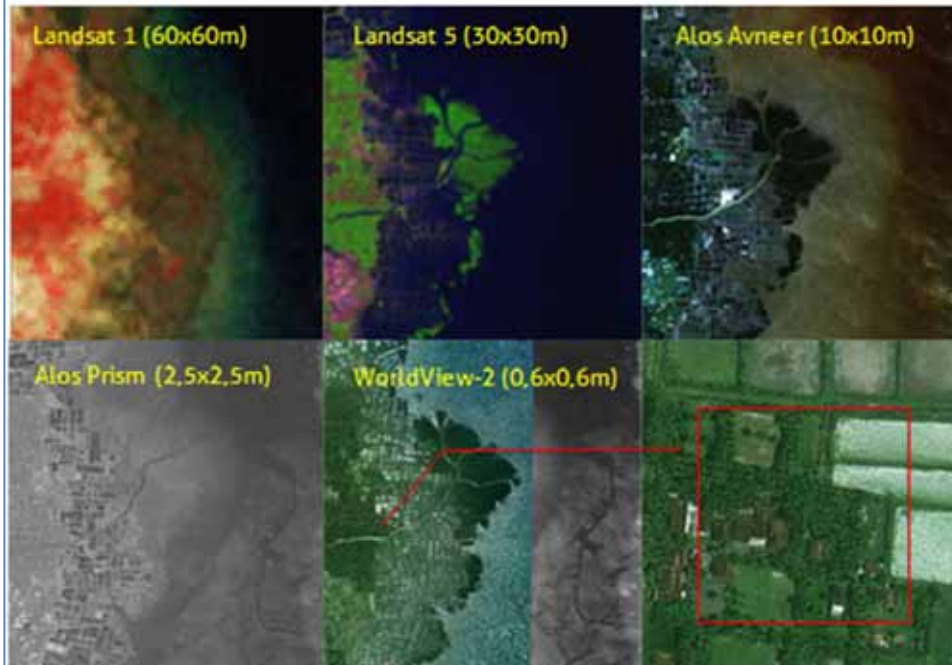 Landsat 1 (60x60m)
Landsat 5 (30x30m)
Alos Avneer (10x10m)
Alos Prism (2,5x2,5m)
WorldView-2 (0,6x0,6m)